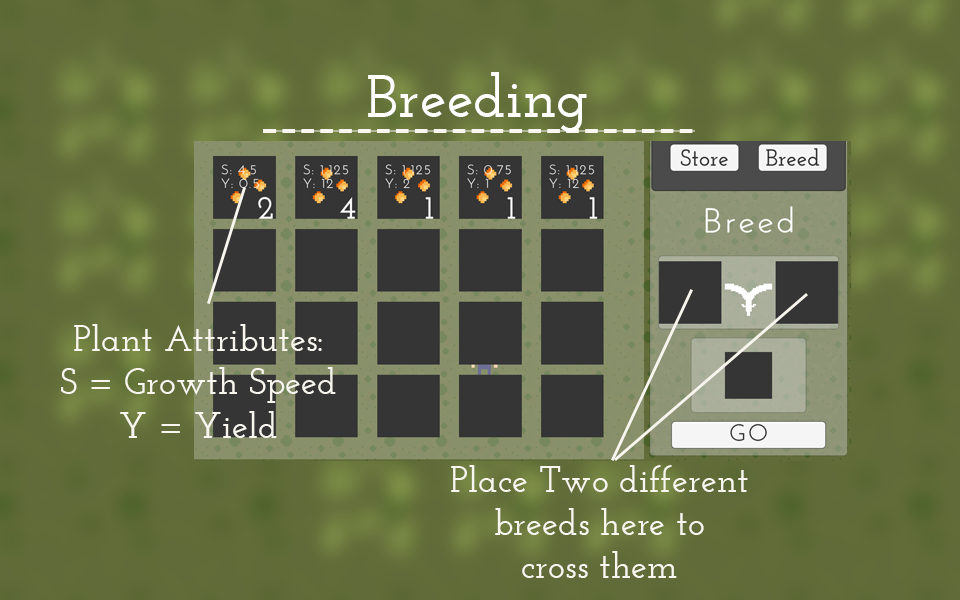 Breeding
S: 4.5
Y: 0.5
2
S: 1.125
Y: 12
4
S: 1.125
Y: 2
1
S: 0.75
Y: 1
1
S: 1.125
Y: 12
1
Store
Breed
Breed
GO
Plant Attributes:
S = Growth Speed
Y = Yield
Place Two different
breeds here to
cross them